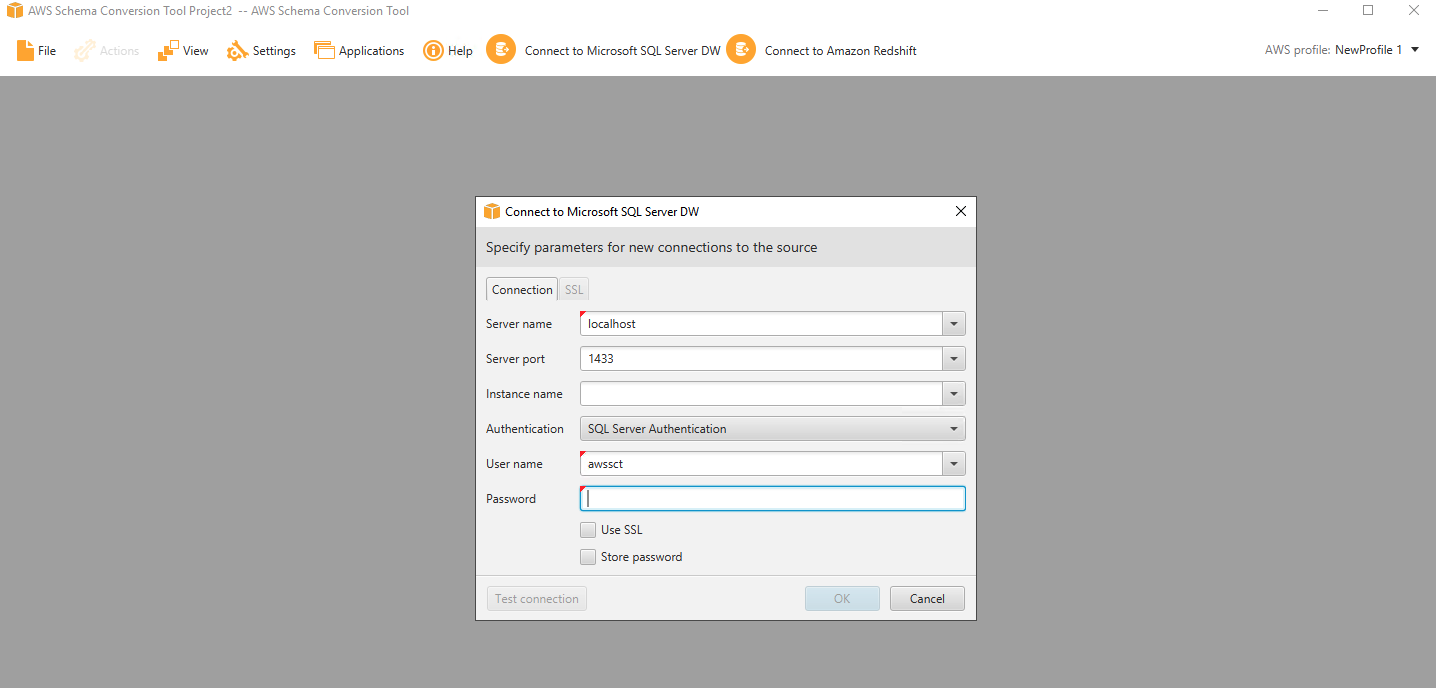 AWS Schema Conversion Tool Project2 -- AWS Schema Conversion Tool
File Actions View Settings Applications Help Connect to Microsoft SQL Server DW Connect to Amazon Redshift AWS profile: NewProfile 1
Connect to Microsoft SQL Server DW
Specify parameters for new connections to the source
Connection SSL
Server name localhost
Server port 1433
Instance name
Authentication SQL Server Authentication
User name awssct
Password
Use SSL
Store password
Test connection OK Cancel